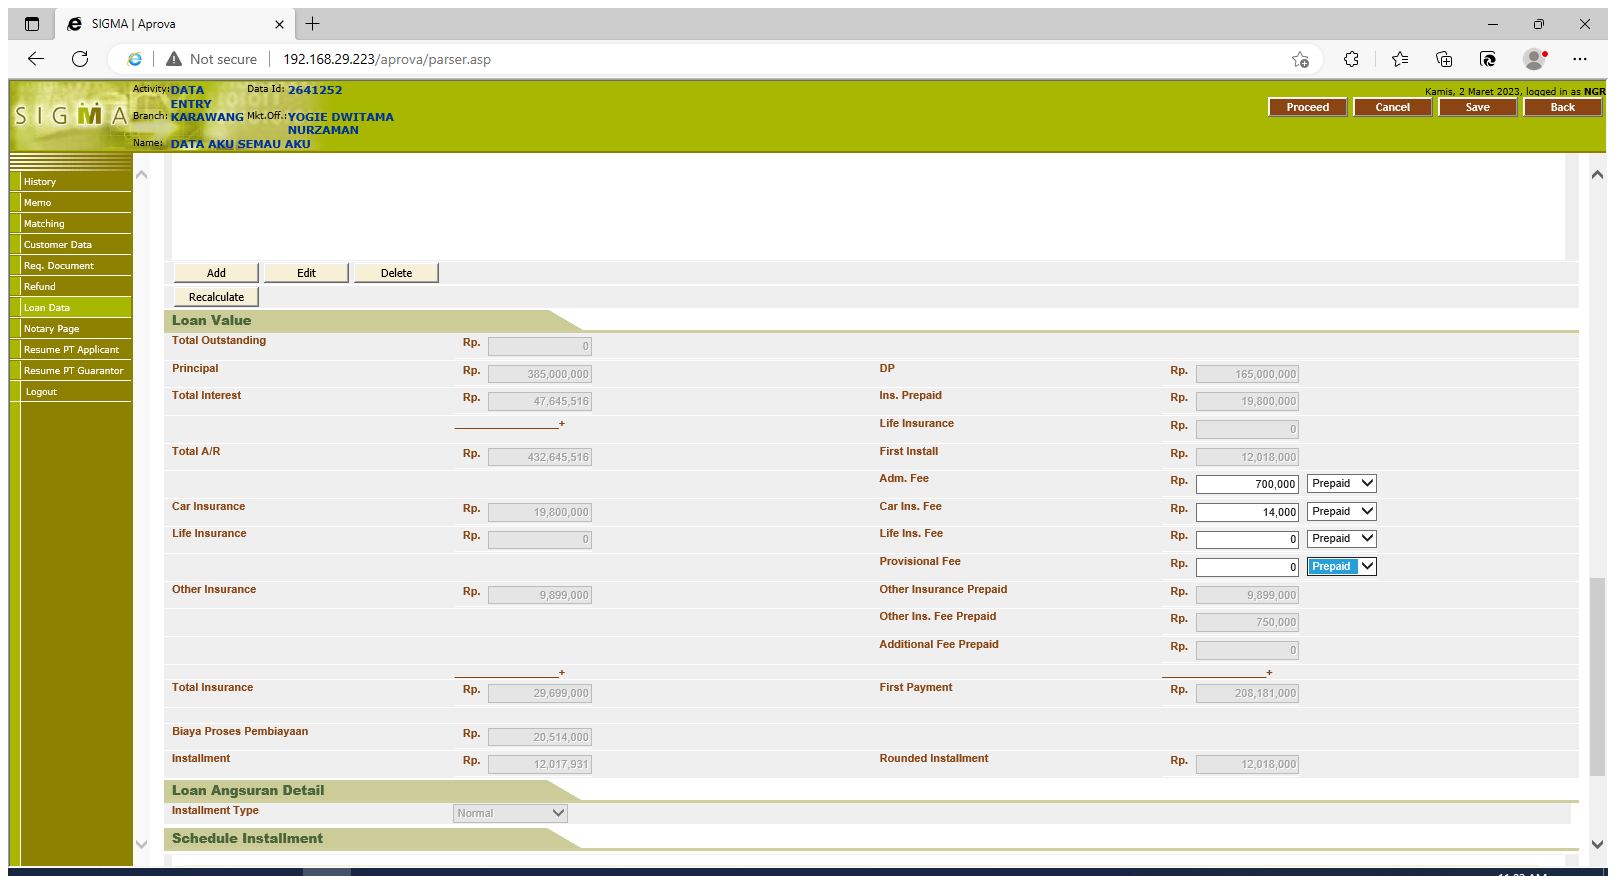 SIGMA | Aprova
Not secure
192.168.29.223/aprova/parser.asp
SIGMA
Activity: DATA ENTRY Data Id: 2641252
Branch: KARAWANG Mkt.Off.: YOGIE DWITAMA NURZAMAN
Name: DATA AKU SEMAU AKU
Kamis, 2 Maret 2023, logged in as NGR
Proceed Cancel Save Back
History
Memo
Matching
Customer Data
Req. Document
Refund
Loan Data
Notary Page
Resume PT Applicant
Resume PT Guarantor
Logout
Add Edit Delete
Recalculate
Loan Value
Total Outstanding Rp. 0
Principal Rp. 385,000,000 DP Rp. 165,000,000
Total Interest Rp. 47,645,516 Ins. Prepaid Rp. 19,800,000
+ Life Insurance Rp. 0
Total A/R Rp. 432,645,516 First Install Rp. 12,018,000
Adm. Fee Rp. 700,000 Prepaid
Car Insurance Rp. 19,800,000 Car Ins. Fee Rp. 14,000 Prepaid
Life Insurance Rp. 0 Life Ins. Fee Rp. 0 Prepaid
Provisional Fee Rp. 0 Prepaid
Other Insurance Rp. 9,899,000 Other Insurance Prepaid Rp. 9,899,000
Other Ins. Fee Prepaid Rp. 750,000
Additional Fee Prepaid Rp. 0
+ +
Total Insurance Rp. 29,699,000 First Payment Rp. 208,181,000
Biaya Proses Pembiayaan Rp. 20,514,000
Installment Rp. 12,017,931 Rounded Installment Rp. 12,018,000
Loan Angsuran Detail
Installment Type Normal
Schedule Installment